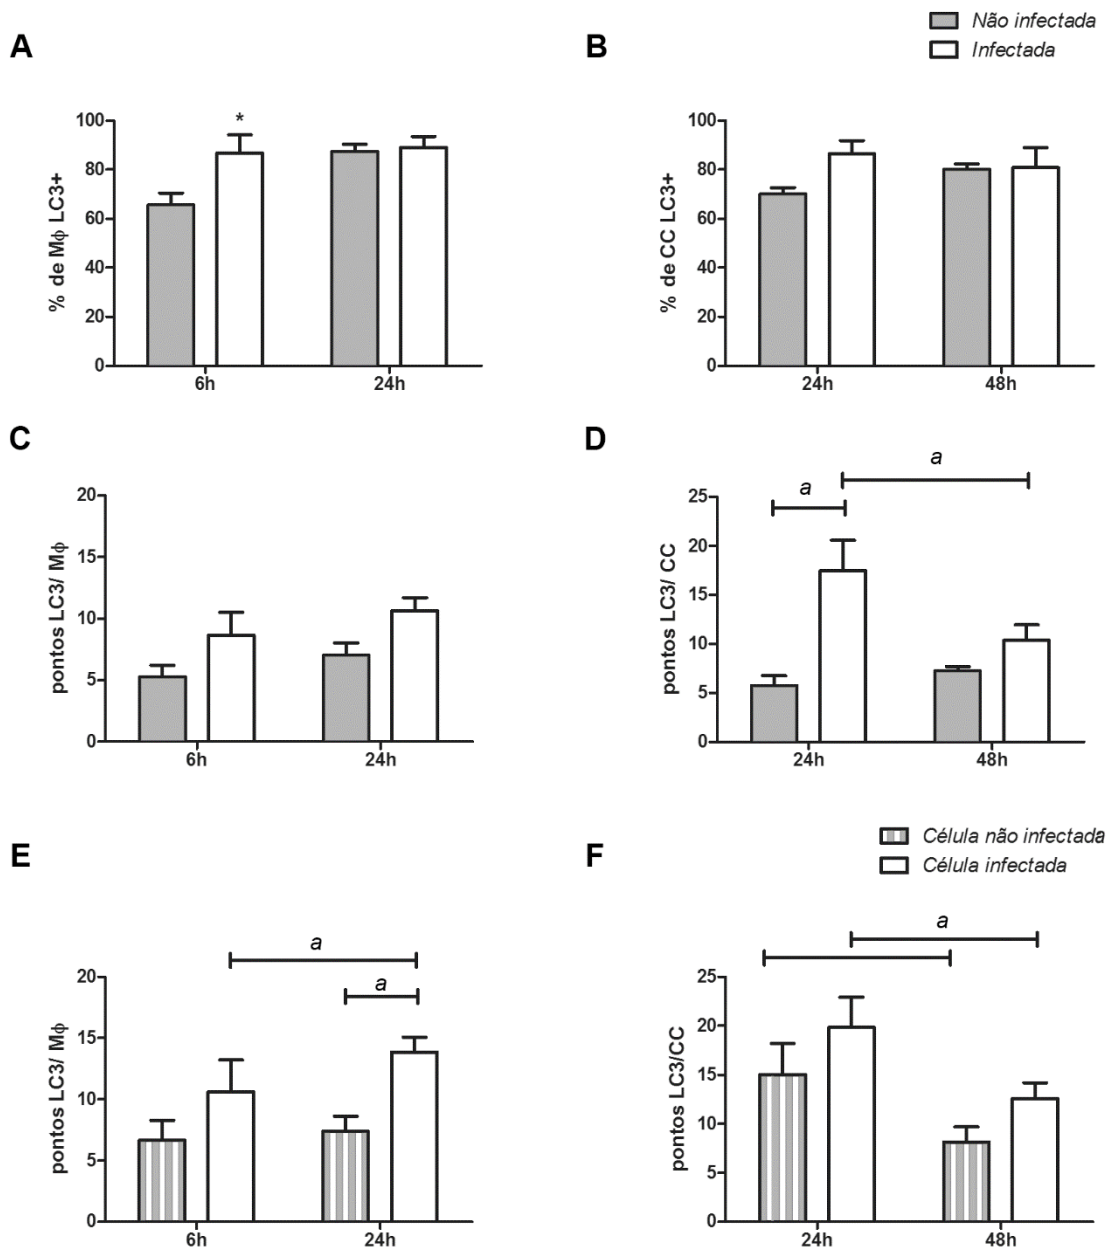 Não infectada
Infectada
A
B
*
% de Mϕ LC3+
100
80
60
40
20
0
6h
24h
% de CC LC3+
100
80
60
40
20
0
24h
48h
C
D
pontos LC3/ Mϕ
20
15
10
5
0
6h
24h
a
a
pontos LC3/ CC
25
20
15
10
5
0
24h
48h
Célula não infectada
Célula infectada
E
F
a
a
pontos LC3/ Mϕ
20
15
10
5
0
6h
24h
a
pontos LC3/CC
25
20
15
10
5
0
24h
48h